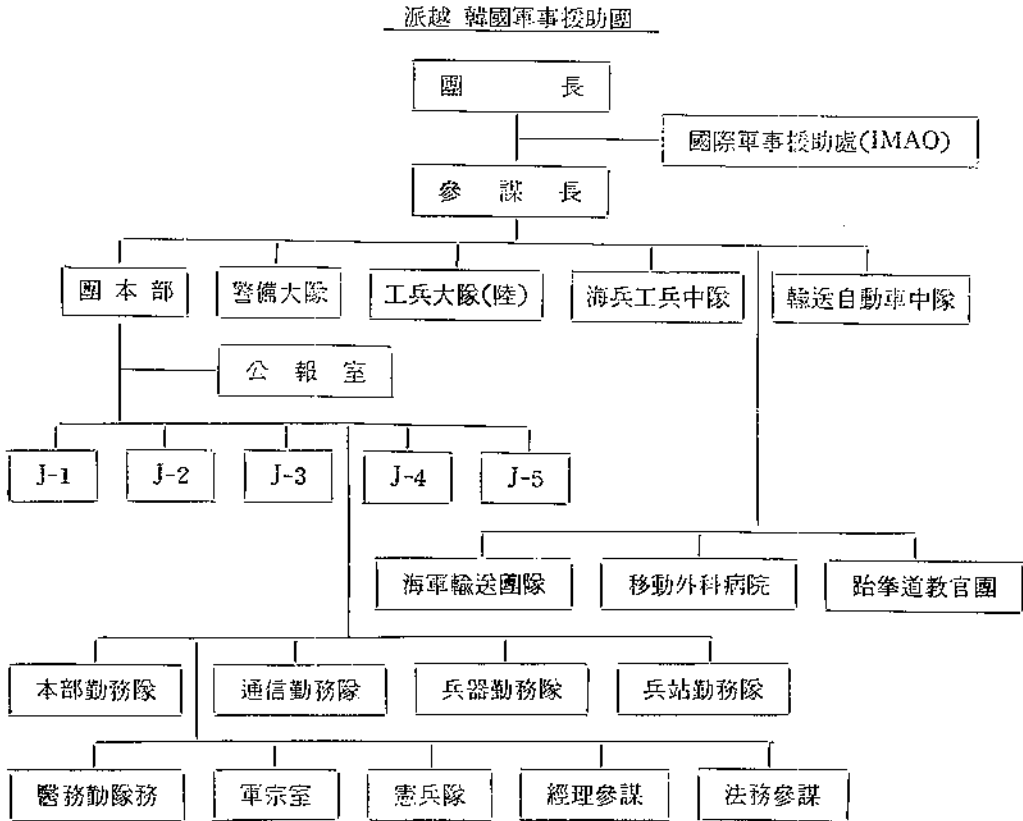 派越 韓國軍事援助團
團 長
國際軍事援助處(IMAO)
參 謀 長
團 本 部
警備大隊
工兵大隊(陸)
海兵工兵中隊
輸送自動車中隊
公 報 室
J-1
J-2
J-3
J-4
J-5
海軍輸送團隊
移動外科病院
跆拳道教官團
本部勤務隊
通信勤務隊
兵器勤務隊
兵站勤務隊
醫務勤隊務
軍宗室
憲兵隊
經理參謀
法務參謀